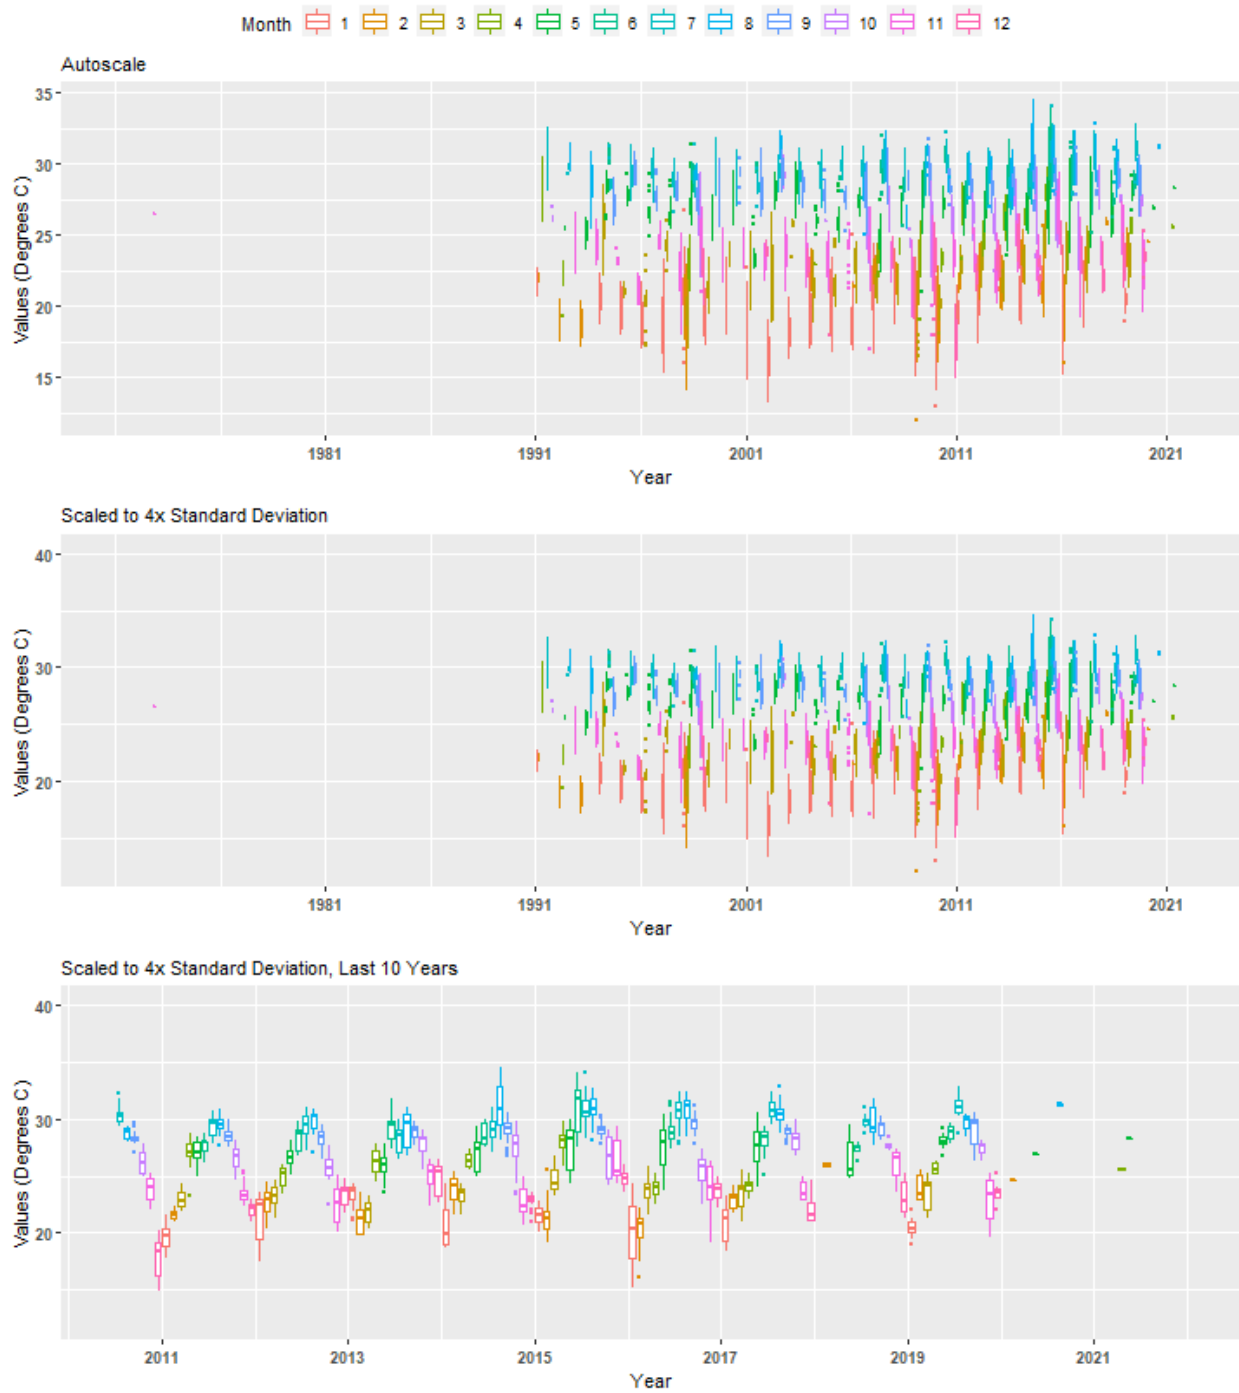 Month 1 2 3 4 5 6 7 8 9 10 11 12
Autoscale
35
30
25
20
15
Values (Degrees C)
1981 1991 2001 2011 2021
Year
Scaled to 4x Standard Deviation
40
30
20
Values (Degrees C)
1981 1991 2001 2011 2021
Year
Scaled to 4x Standard Deviation, Last 10 Years
40
30
20
Values (Degrees C)
2011 2013 2015 2017 2019 2021
Year